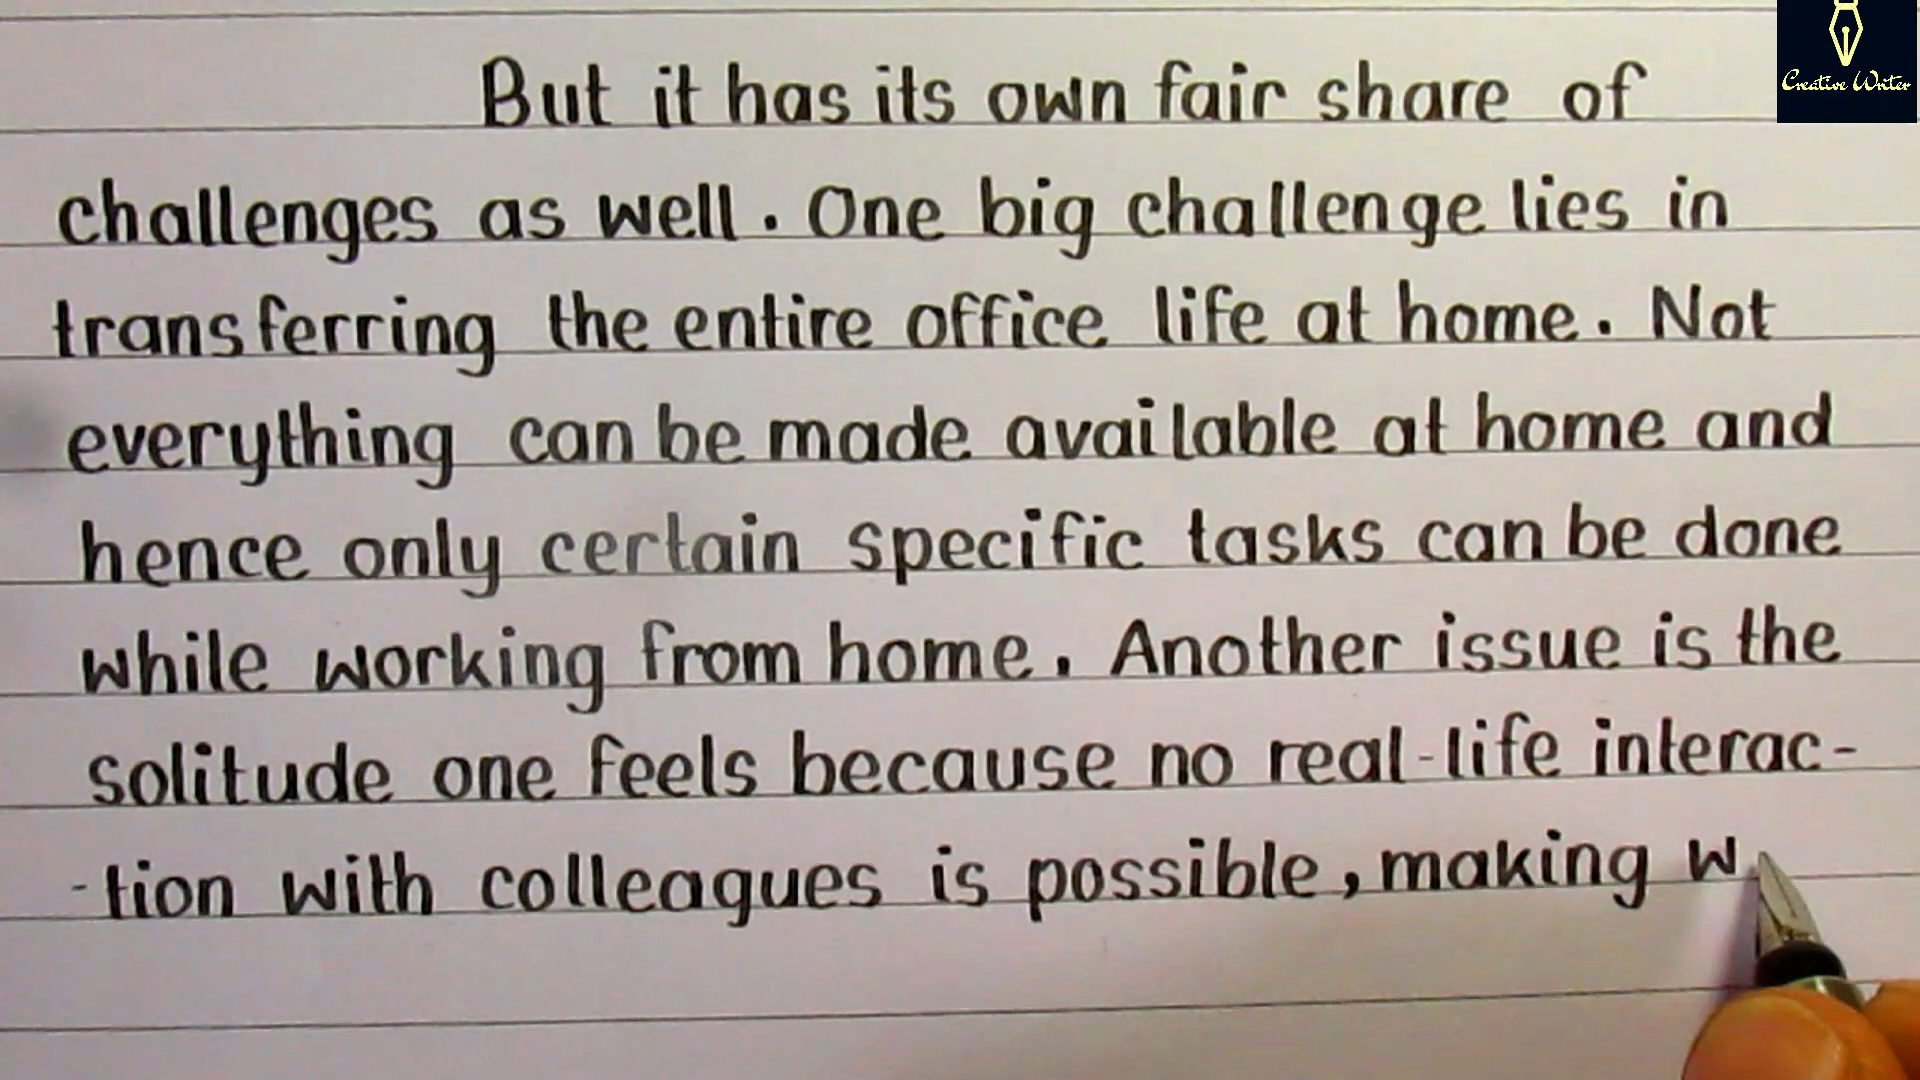 Creative Writer
But it has its own fair share of
challenges as well. One big challenge lies in
transferring the entire office life at home. Not
everything can be made available at home and
hence only certain specific tasks can be done
while working from home. Another issue is the
solitude one feels because no real-life interac-
-tion with colleagues is possible, making w